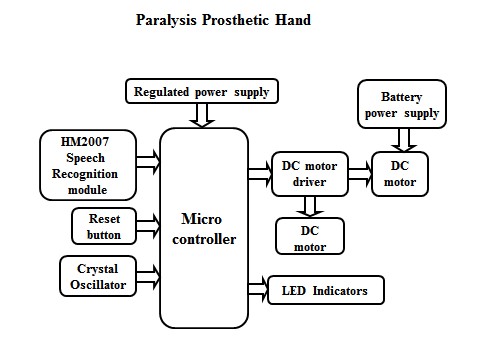 Paralysis Prosthetic Hand
Regulated power supply
Battery
power supply
HM2007
Speech
Recognition
module
DC motor
driver
DC
motor
Reset
button
Micro
controller
DC
motor
Crystal
Oscillator
LED Indicators